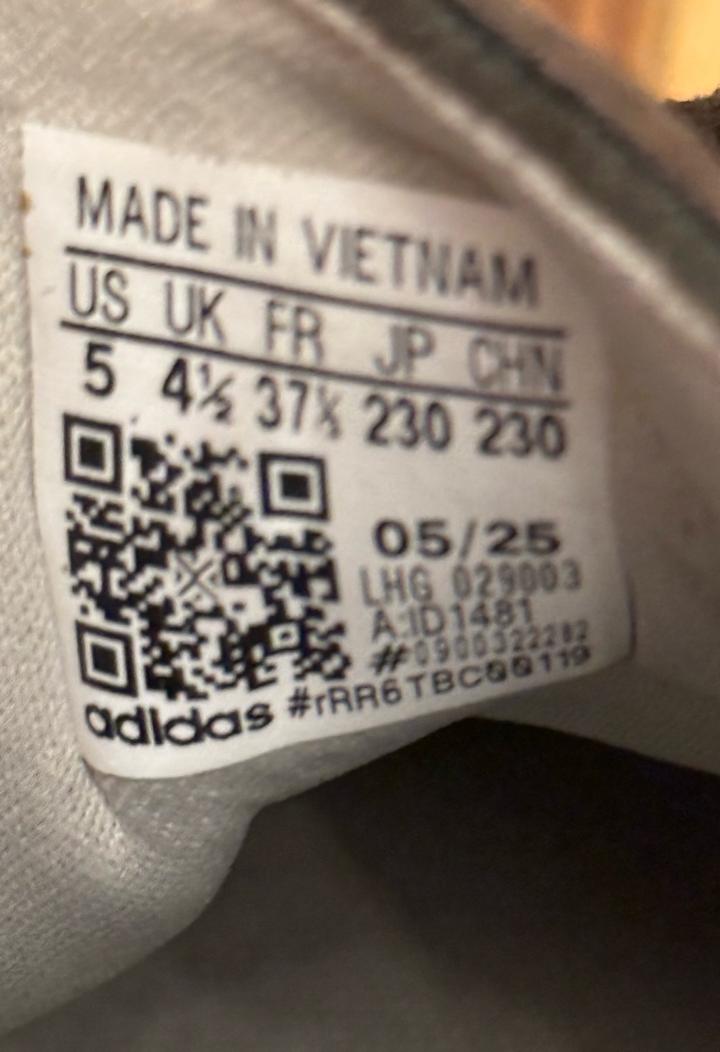 MADE IN VIETNAM
US UK FR JP CHN
5 4½ 37⅓ 230 230
05/25
LHG 029003
A:ID1481
#0900322282
#rRR6TBC00119
adidas